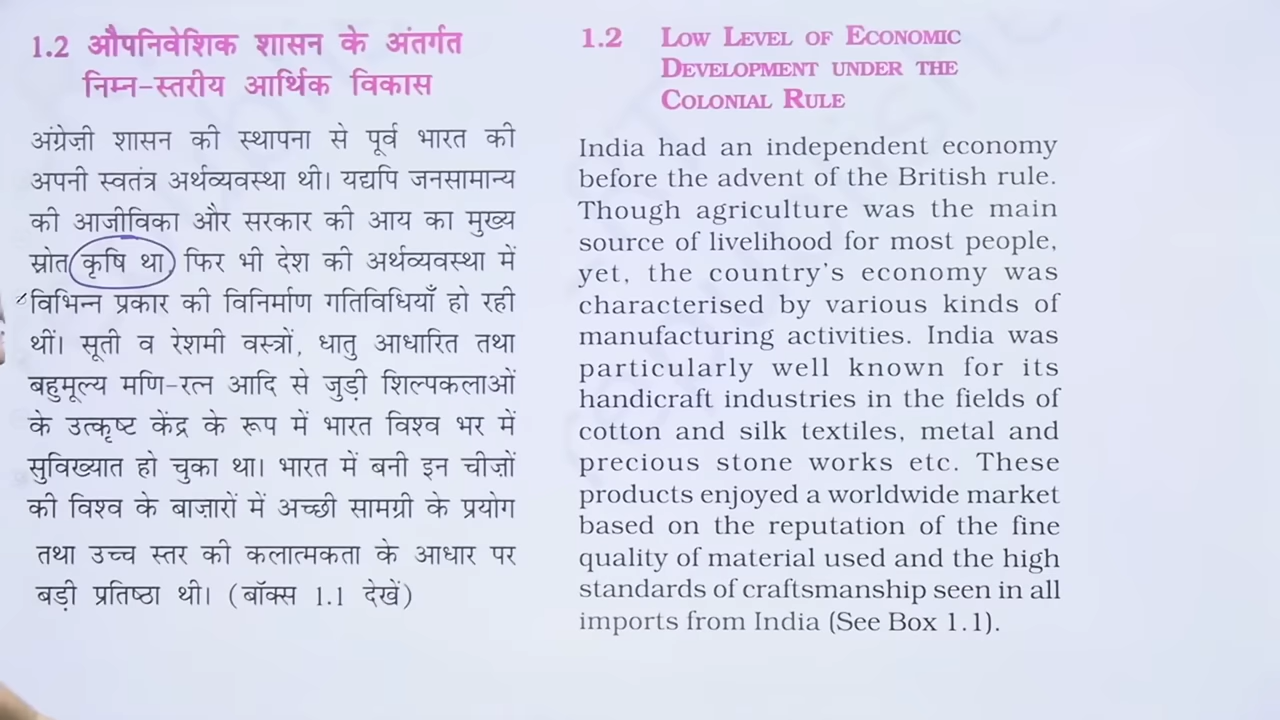 1.2 औपनिवेशिक शासन के अंतर्गत
निम्न-स्तरीय आर्थिक विकास
अंग्रेज़ी शासन की स्थापना से पूर्व भारत की
अपनी स्वतंत्र अर्थव्यवस्था थी। यद्यपि जनसामान्य
की आजीविका और सरकार की आय का मुख्य
स्रोत कृषि था, फिर भी देश की अर्थव्यवस्था में
विभिन्न प्रकार की विनिर्माण गतिविधियाँ हो रही
थीं। सूती व रेशमी वस्त्रों, धातु आधारित तथा
बहुमूल्य मणि-रत्न आदि से जुड़ी शिल्पकलाओं
के उत्कृष्ट केंद्र के रूप में भारत विश्व भर में
सुविख्यात हो चुका था। भारत में बनी इन चीज़ों
की विश्व के बाज़ारों में अच्छी सामग्री के प्रयोग
तथा उच्च स्तर की कलात्मकता के आधार पर
बड़ी प्रतिष्ठा थी। (बॉक्स 1.1 देखें)
1.2 Low Level of Economic
Development under the
Colonial Rule
India had an independent economy
before the advent of the British rule.
Though agriculture was the main
source of livelihood for most people,
yet, the country's economy was
characterised by various kinds of
manufacturing activities. India was
particularly well known for its
handicraft industries in the fields of
cotton and silk textiles, metal and
precious stone works etc. These
products enjoyed a worldwide market
based on the reputation of the fine
quality of material used and the high
standards of craftsmanship seen in all
imports from India (See Box 1.1).